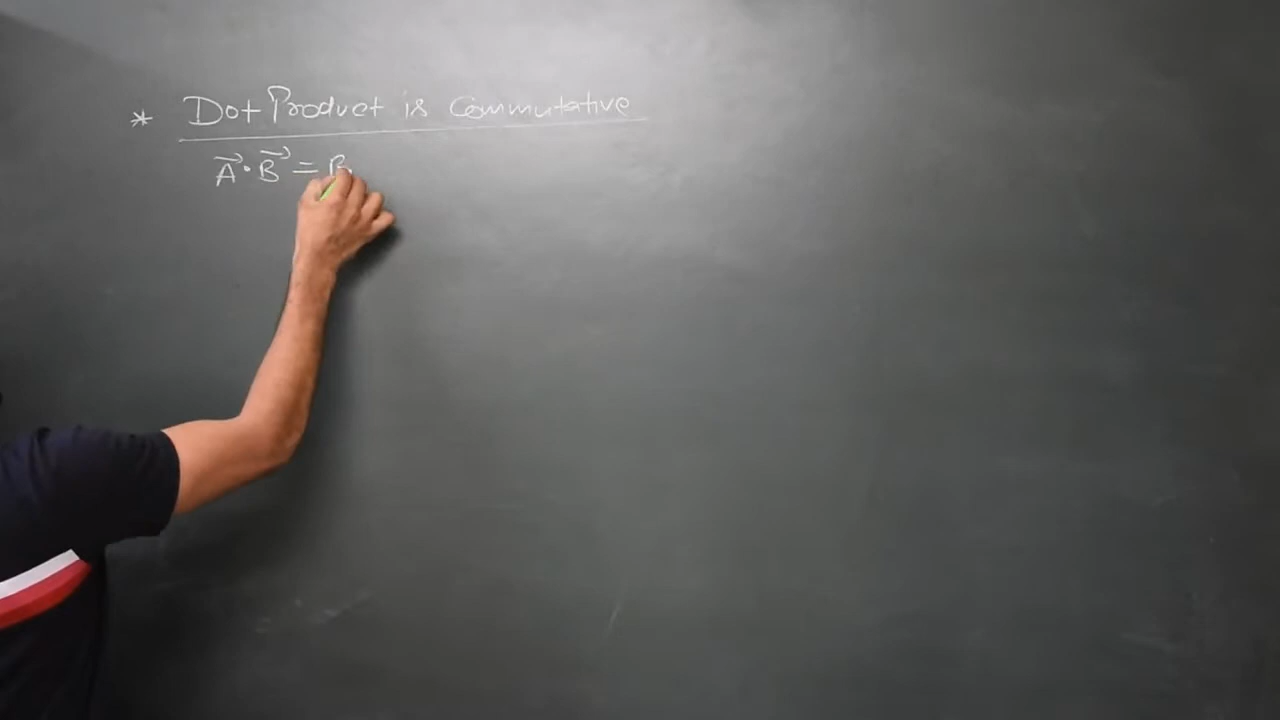 * Dot Product is Commutative
A⃗ · B⃗ = B